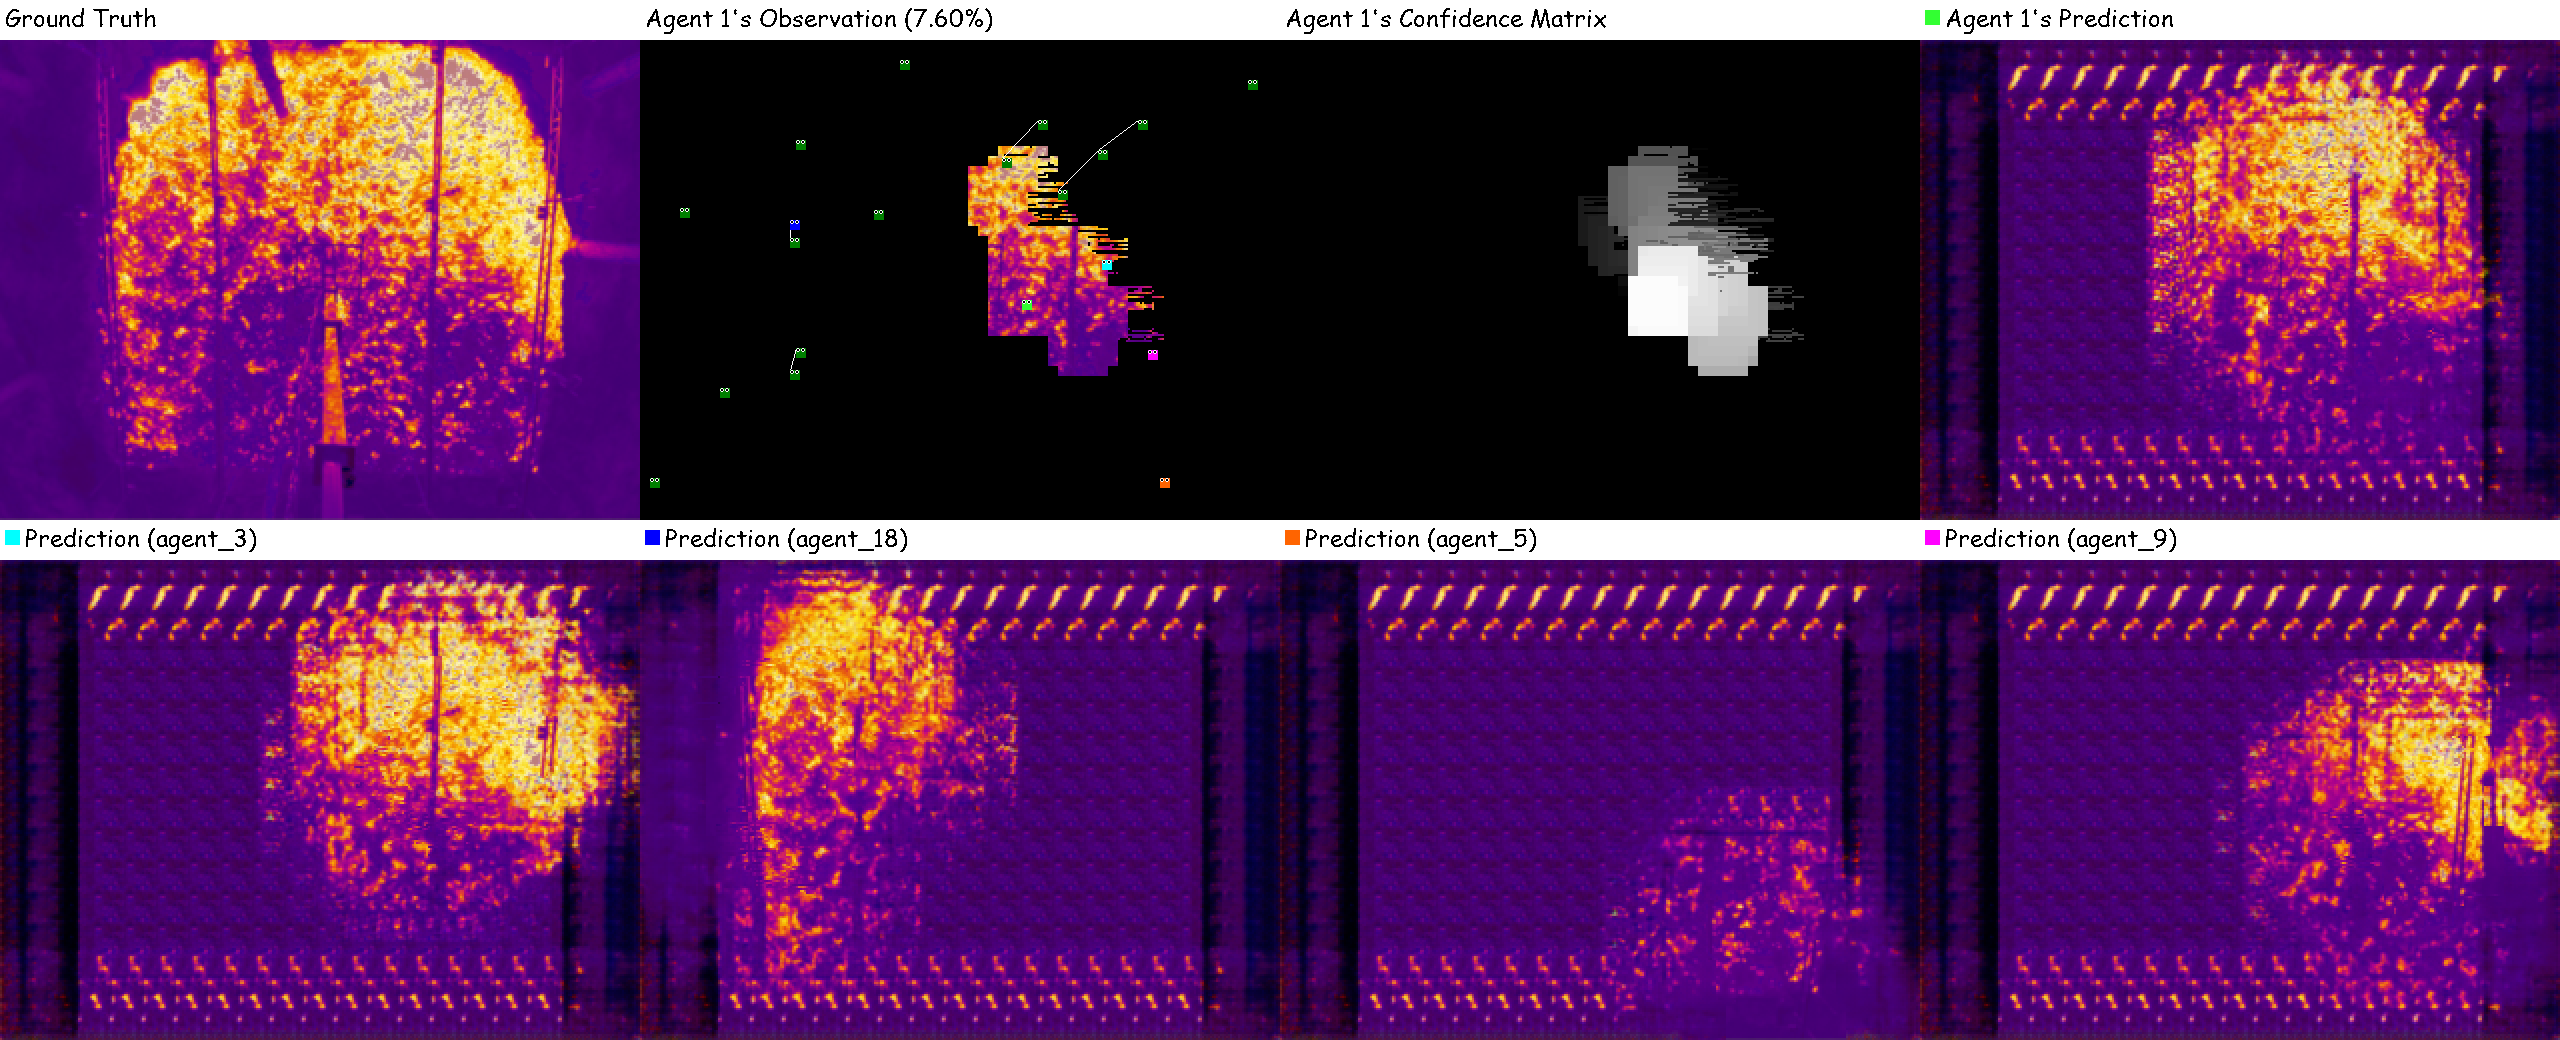 Ground Truth
Agent 1's Observation (7.60%)
Agent 1's Confidence Matrix
Agent 1's Prediction
Prediction (agent_3)
Prediction (agent_18)
Prediction (agent_5)
Prediction (agent_9)